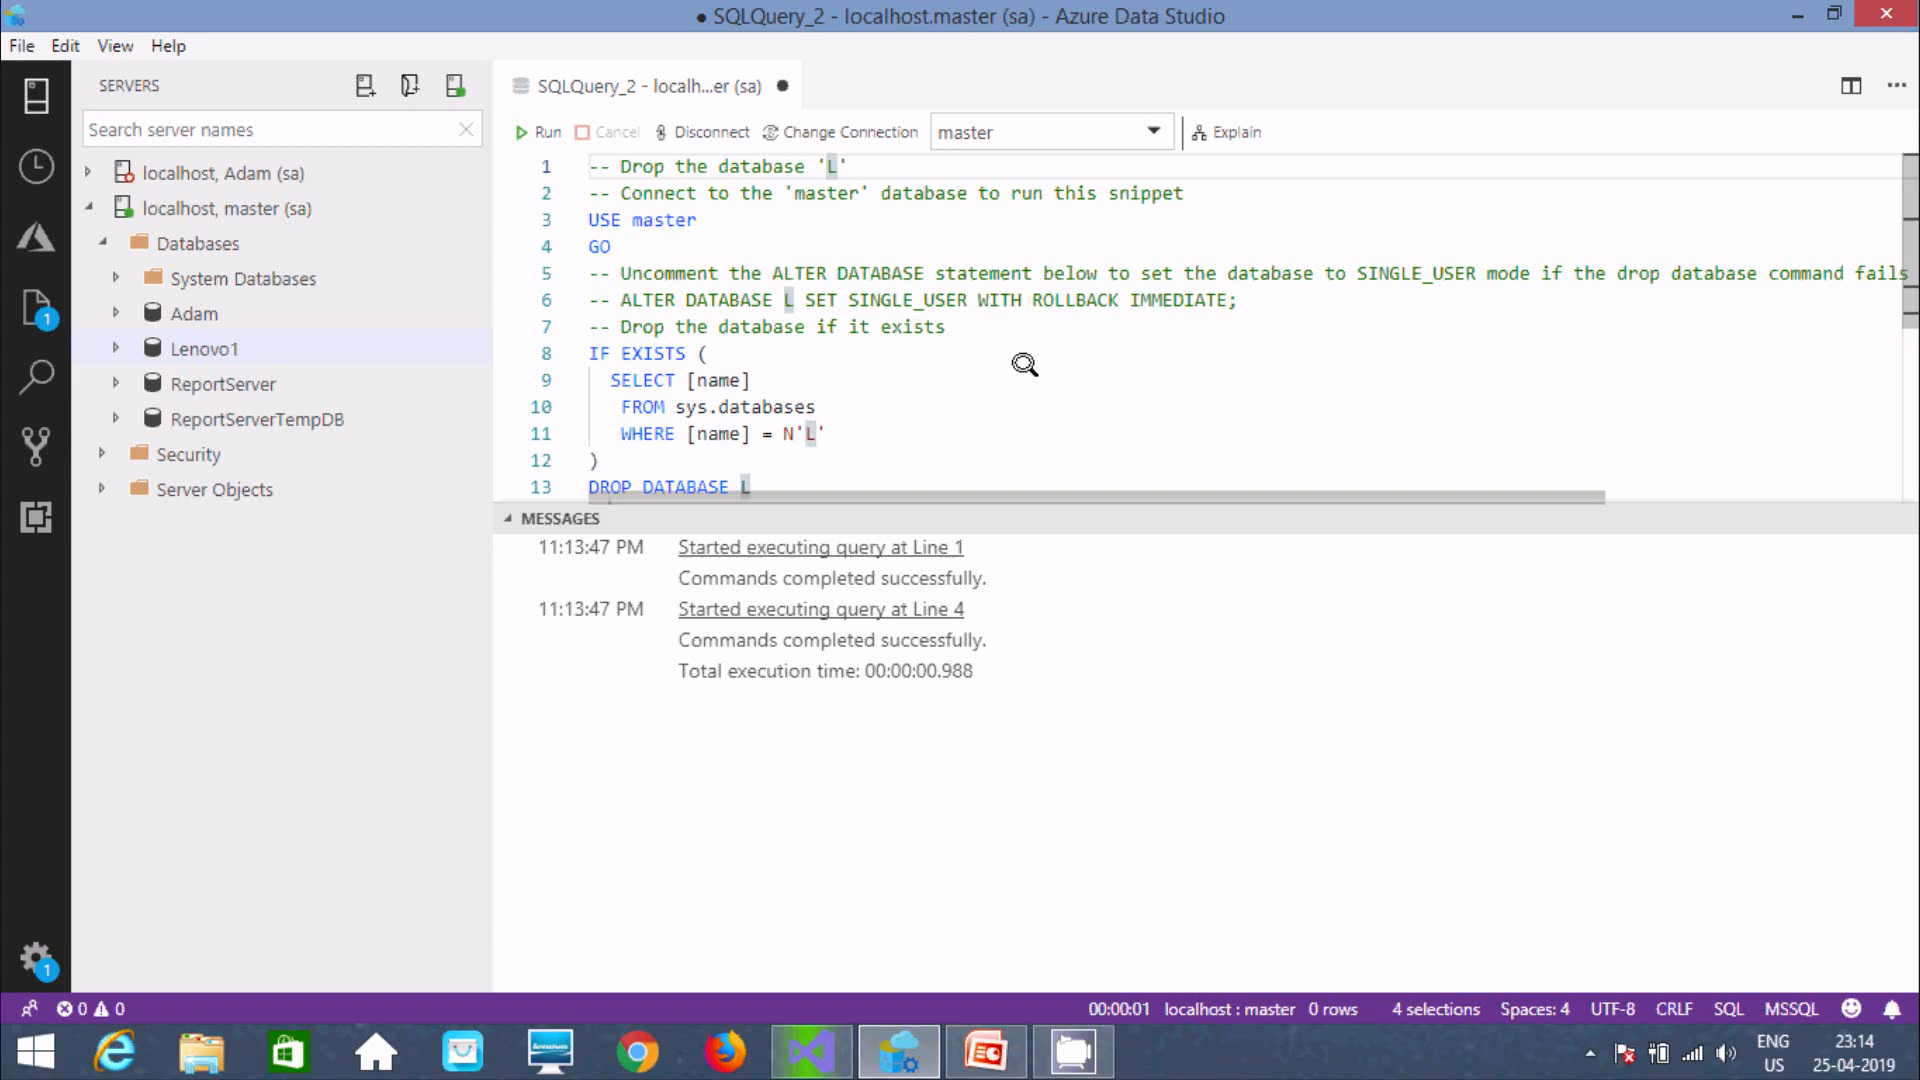 ● SQLQuery_2 - localhost.master (sa) - Azure Data Studio
File Edit View Help
SERVERS
Search server names
localhost, Adam (sa)
localhost, master (sa)
Databases
System Databases
Adam
Lenovo1
ReportServer
ReportServerTempDB
Security
Server Objects
1
1
SQLQuery_2 - localh...er (sa) ●
Run Cancel Disconnect Change Connection master Explain
1 -- Drop the database 'L'
2 -- Connect to the 'master' database to run this snippet
3 USE master
4 GO
5 -- Uncomment the ALTER DATABASE statement below to set the database to SINGLE_USER mode if the drop database command fails
6 -- ALTER DATABASE L SET SINGLE_USER WITH ROLLBACK IMMEDIATE;
7 -- Drop the database if it exists
8 IF EXISTS (
9 SELECT [name]
10 FROM sys.databases
11 WHERE [name] = N'L'
12 )
13 DROP DATABASE L
MESSAGES
11:13:47 PM Started executing query at Line 1
Commands completed successfully.
11:13:47 PM Started executing query at Line 4
Commands completed successfully.
Total execution time: 00:00:00.988
0 0 00:00:01 localhost : master 0 rows 4 selections Spaces: 4 UTF-8 CRLF SQL MSSQL
ENG 23:14
US 25-04-2019